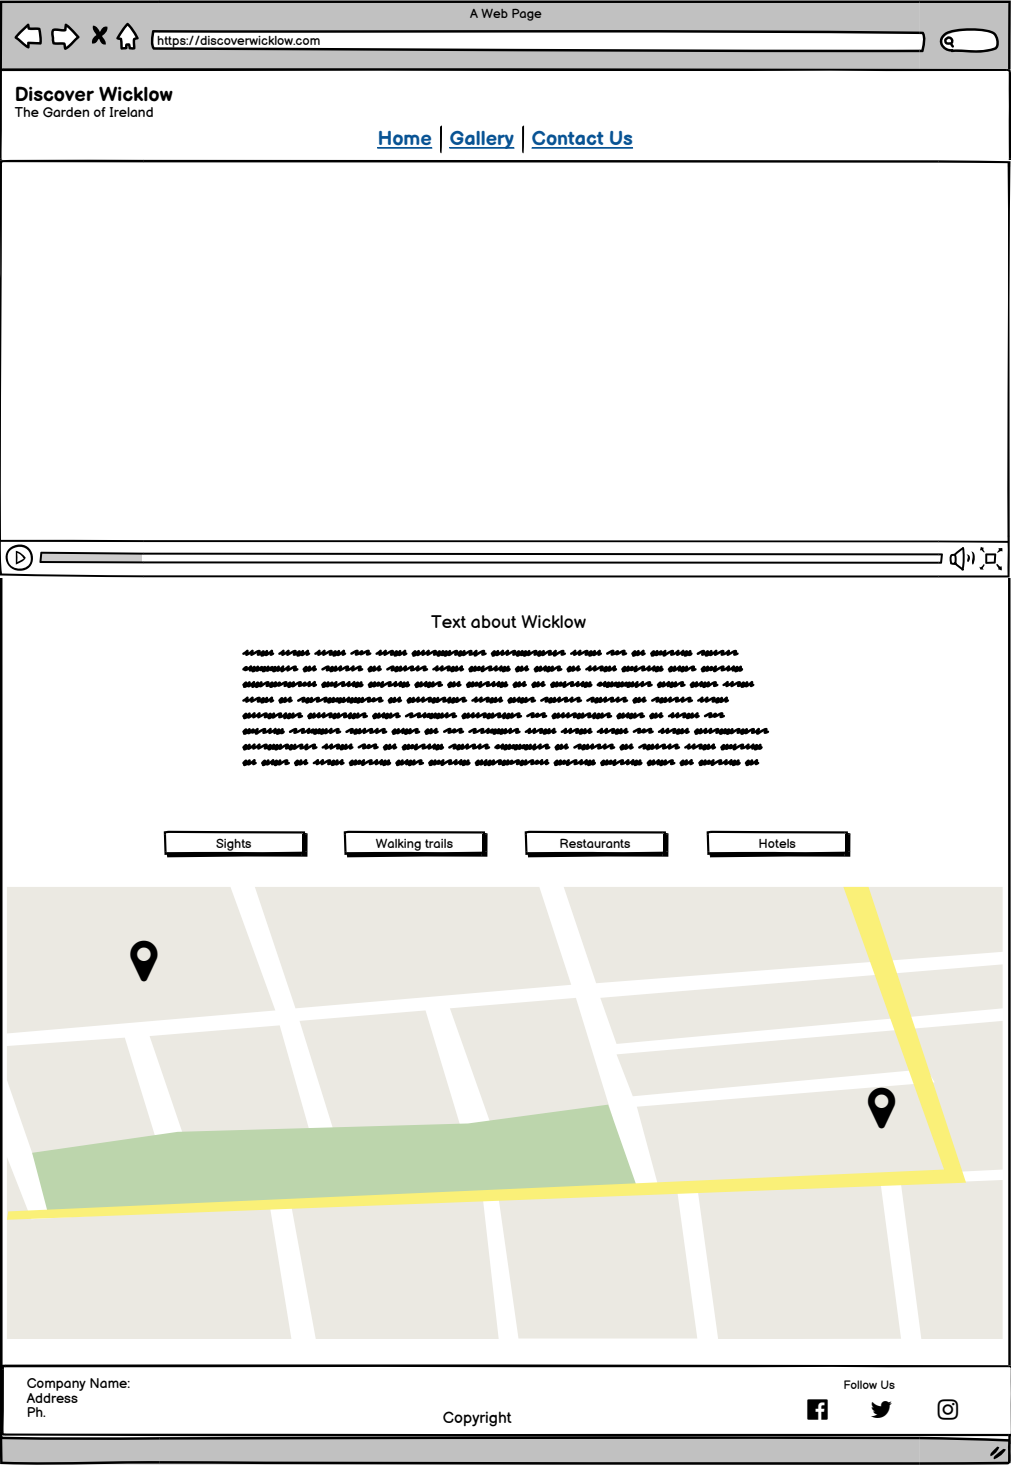 A Web Page
https://discoverwicklow.com
Discover Wicklow
The Garden of Ireland
Home | Gallery | Contact Us
Text about Wicklow
Sights
Walking trails
Restaurants
Hotels
Company Name:
Address
Ph.
Copyright
Follow Us